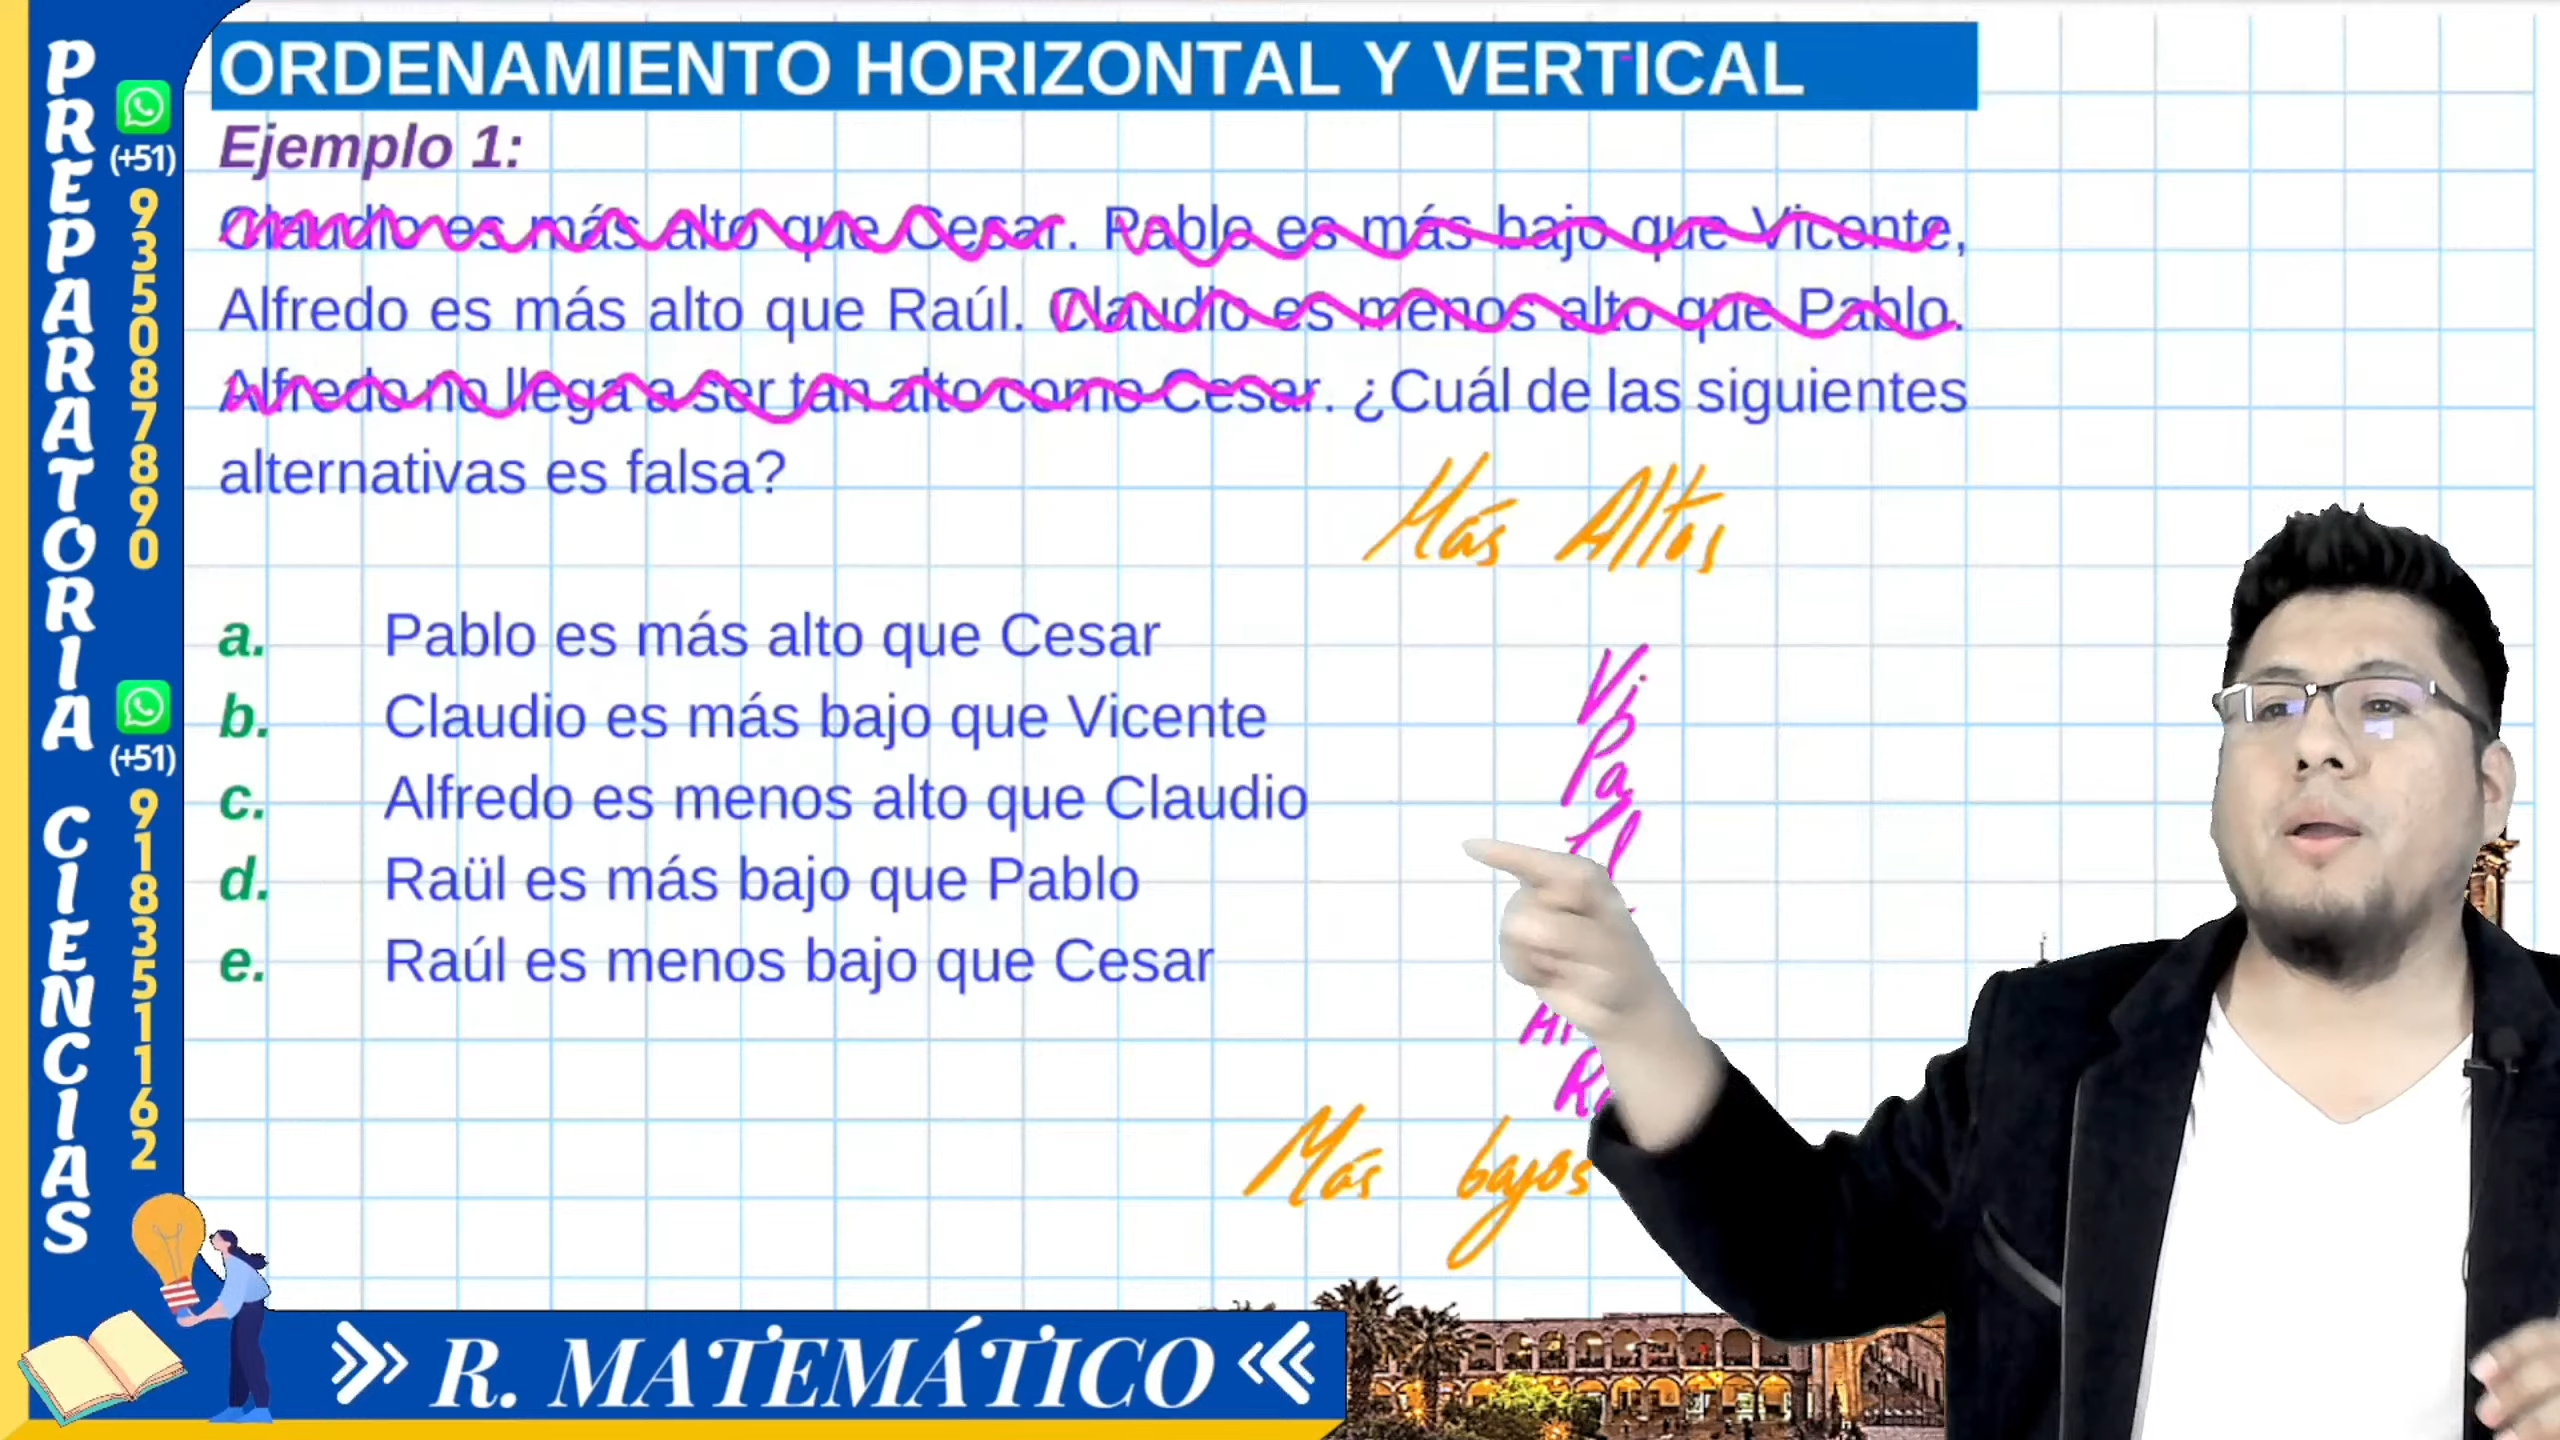 PREPARATORIA CIENCIAS
(+51)
935087890
(+51)
918351162
ORDENAMIENTO HORIZONTAL Y VERTICAL
Ejemplo 1:
Claudio es más alto que Cesar. Pablo es más bajo que Vicente,
Alfredo es más alto que Raúl. Claudio es menos alto que Pablo.
Alfredo no llega a ser tan alto como Cesar. ¿Cuál de las siguientes
alternativas es falsa?
Más Altos
a. Pablo es más alto que Cesar
b. Claudio es más bajo que Vicente
c. Alfredo es menos alto que Claudio
d. Raül es más bajo que Pablo
e. Raúl es menos bajo que Cesar
Vi
Pa
Más bajos
R. MATEMÁTICO